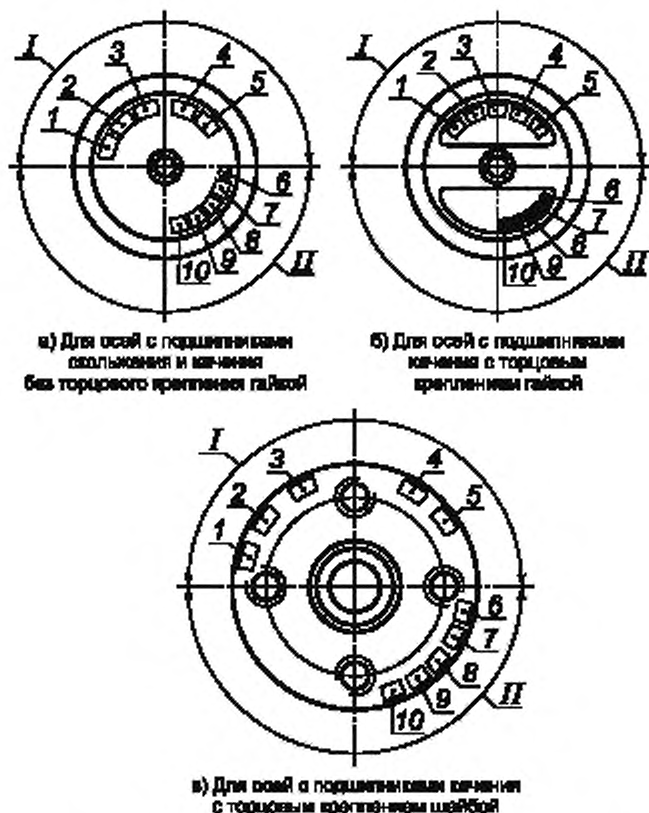 I
1
2
3
4
5
6
7
8
9
10
II
а) Для осей с подшипниками
скольжения и качения
без торцового крепления гайкой
I
1
2
3
4
5
6
7
8
9
10
II
б) Для осей с подшипниками
качения с торцовым
креплением гайкой
I
1
2
3
4
5
6
7
8
9
10
II
в) Для осей с подшипниками качения
с торцовым креплением шайбой